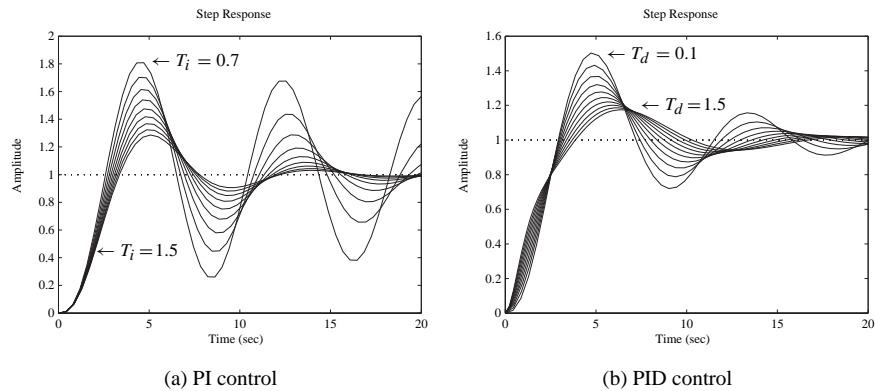 Step Response
2
1.8
1.6
1.4
1.2
1
0.8
0.6
0.4
0.2
0
Amplitude
← T_i = 0.7
← T_i = 1.5
0 5 10 15 20
Time (sec)
(a) PI control
Step Response
1.6
1.4
1.2
1
0.8
0.6
0.4
0.2
0
Amplitude
← T_d = 0.1
← T_d = 1.5
0 5 10 15 20
Time (sec)
(b) PID control